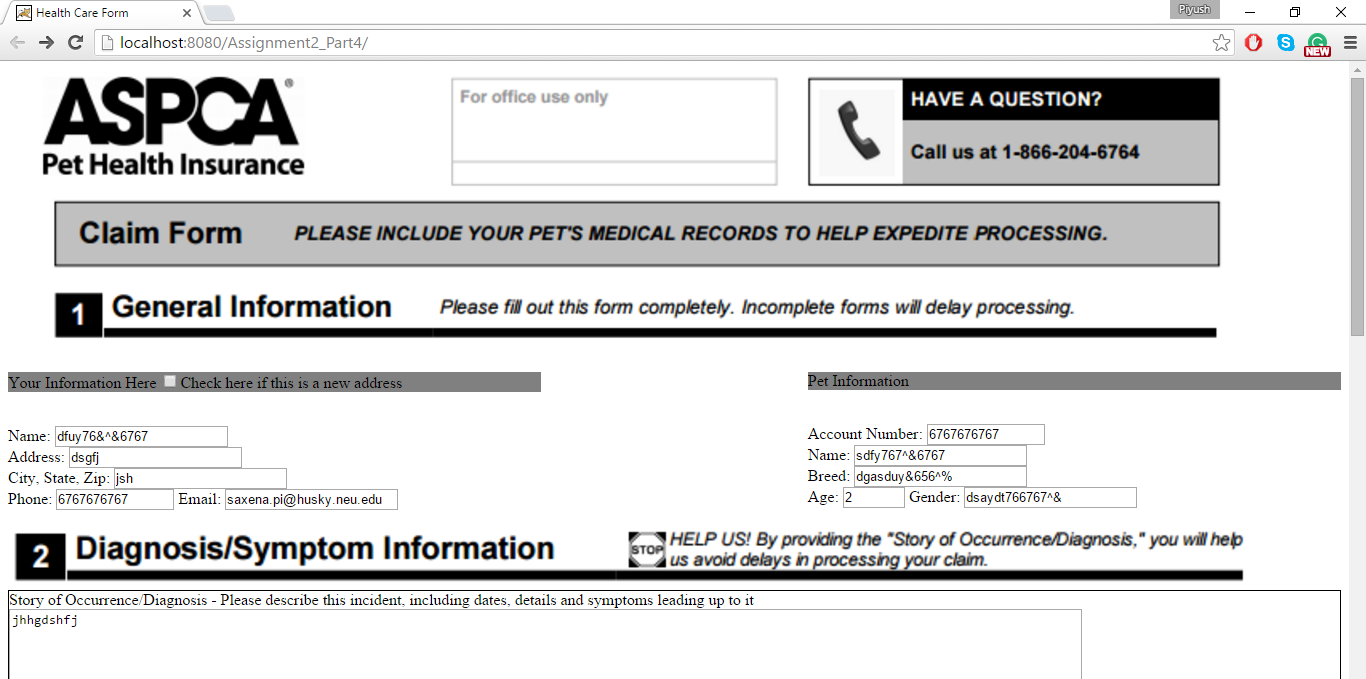 Health Care Form
Piyush
localhost:8080/Assignment2_Part4/
NEW
ASPCA®
Pet Health Insurance
For office use only
HAVE A QUESTION?
Call us at 1-866-204-6764
Claim Form PLEASE INCLUDE YOUR PET'S MEDICAL RECORDS TO HELP EXPEDITE PROCESSING.
1 General Information Please fill out this form completely. Incomplete forms will delay processing.
Your Information Here Check here if this is a new address
Name: dfuy76&^&6767
Address: dsgfj
City, State, Zip: jsh
Phone: 6767676767 Email: saxena.pi@husky.neu.edu
Pet Information
Account Number: 6767676767
Name: sdfy767^&6767
Breed: dgasduy&656^%
Age: 2 Gender: dsaydt766767^&
2 Diagnosis/Symptom Information
STOP
HELP US! By providing the "Story of Occurrence/Diagnosis," you will help
us avoid delays in processing your claim.
Story of Occurrence/Diagnosis - Please describe this incident, including dates, details and symptoms leading up to it
jhhgdshfj